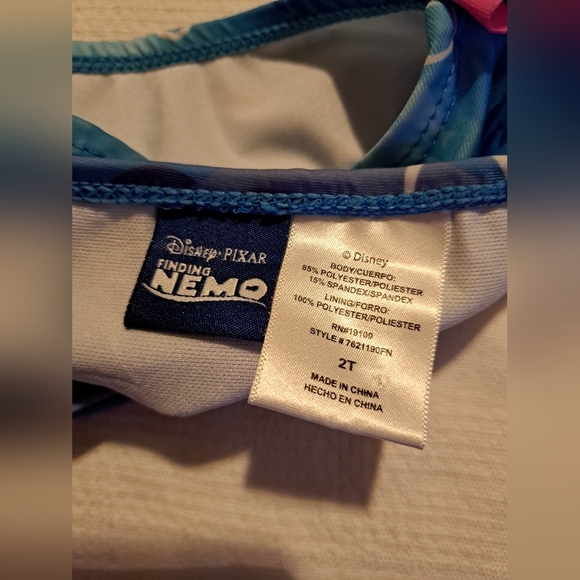 Disney·PIXAR
FINDING
NEMO
© Disney
BODY/CUERPO:
85% POLYESTER/POLIESTER
15% SPANDEX/SPANDEX
LINING/FORRO:
100% POLYESTER/POLIESTER
RN#19109
STYLE # 7621190FN
2T
MADE IN CHINA
HECHO EN CHINA